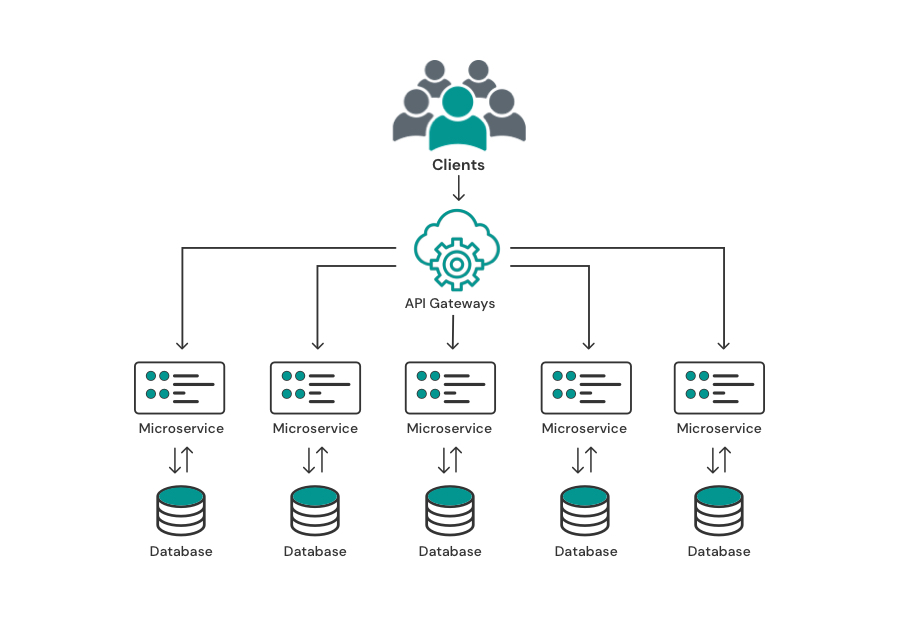 Clients
API Gateways
Microservice
Microservice
Microservice
Microservice
Microservice
Database
Database
Database
Database
Database